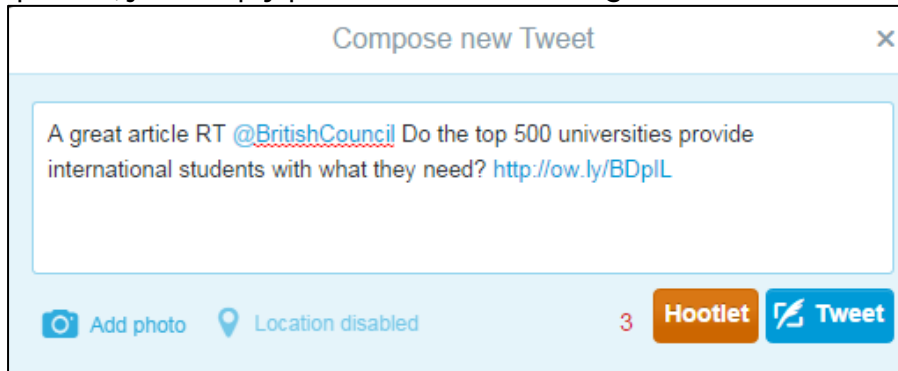 Compose new Tweet ×
A great article RT @BritishCouncil Do the top 500 universities provide
international students with what they need? http://ow.ly/BDplL
Add photo Location disabled 3 Hootlet Tweet